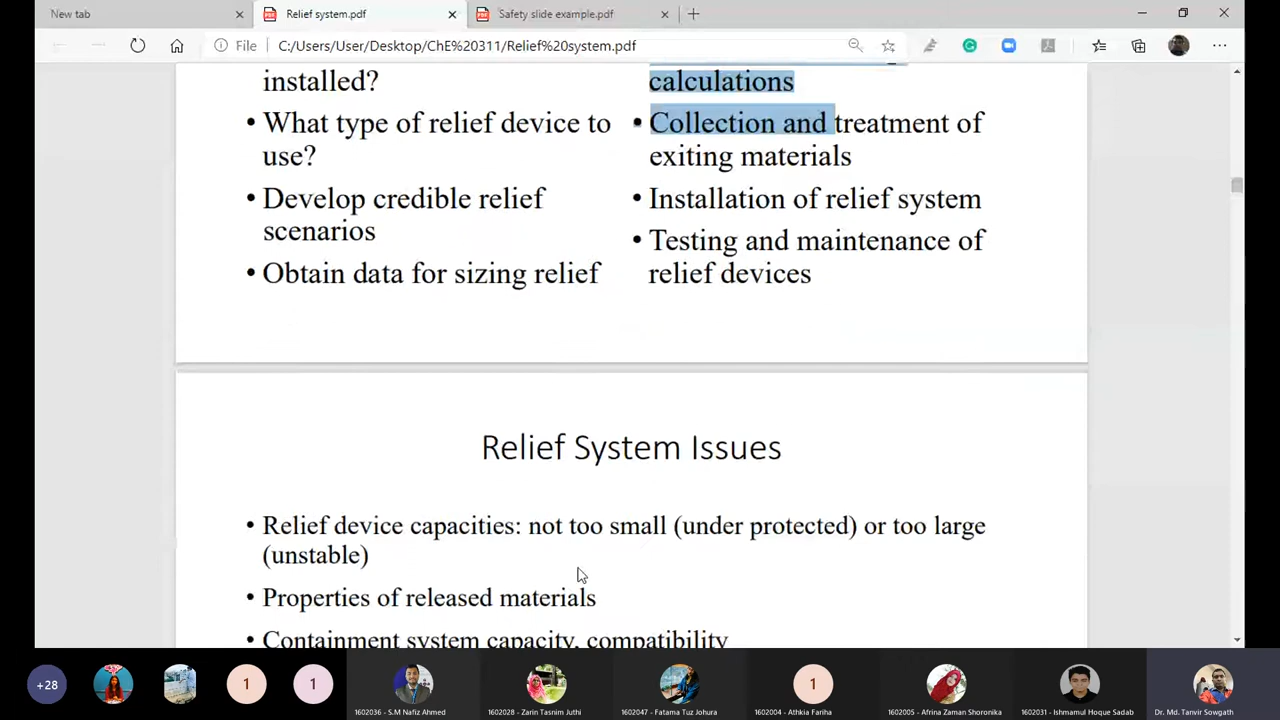 New tab
Relief system.pdf
Safety slide example.pdf
File
C:/Users/User/Desktop/ChE%20311/Relief%20system.pdf
installed?
• What type of relief device to
use?
• Develop credible relief
scenarios
• Obtain data for sizing relief
calculations
• Collection and treatment of
exiting materials
• Installation of relief system
• Testing and maintenance of
relief devices
Relief System Issues
• Relief device capacities: not too small (under protected) or too large
(unstable)
• Properties of released materials
• Containment system capacity, compatibility
+28
1
1
1602036 - S.M Nafiz Ahmed
1602028 - Zarin Tasnim Juthi
1602047 - Fatama Tuz Johura
1
1602004 - Athkia Fariha
1602005 - Afrina Zaman Shoronika
1602031 - Ishmamul Hoque Sadab
Dr. Md. Tanvir Sowgath